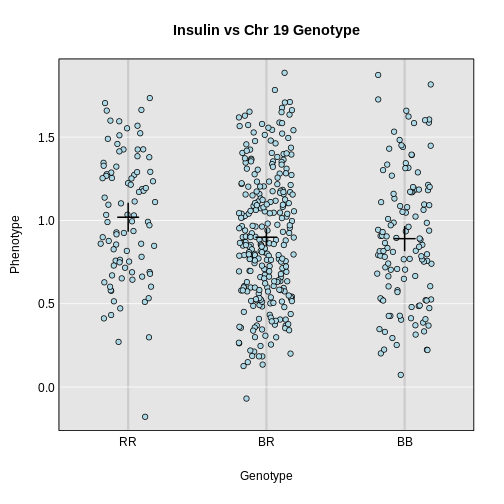 Insulin vs Chr 19 Genotype
Phenotype
1.5
1.0
0.5
0.0
RR BR BB
Genotype